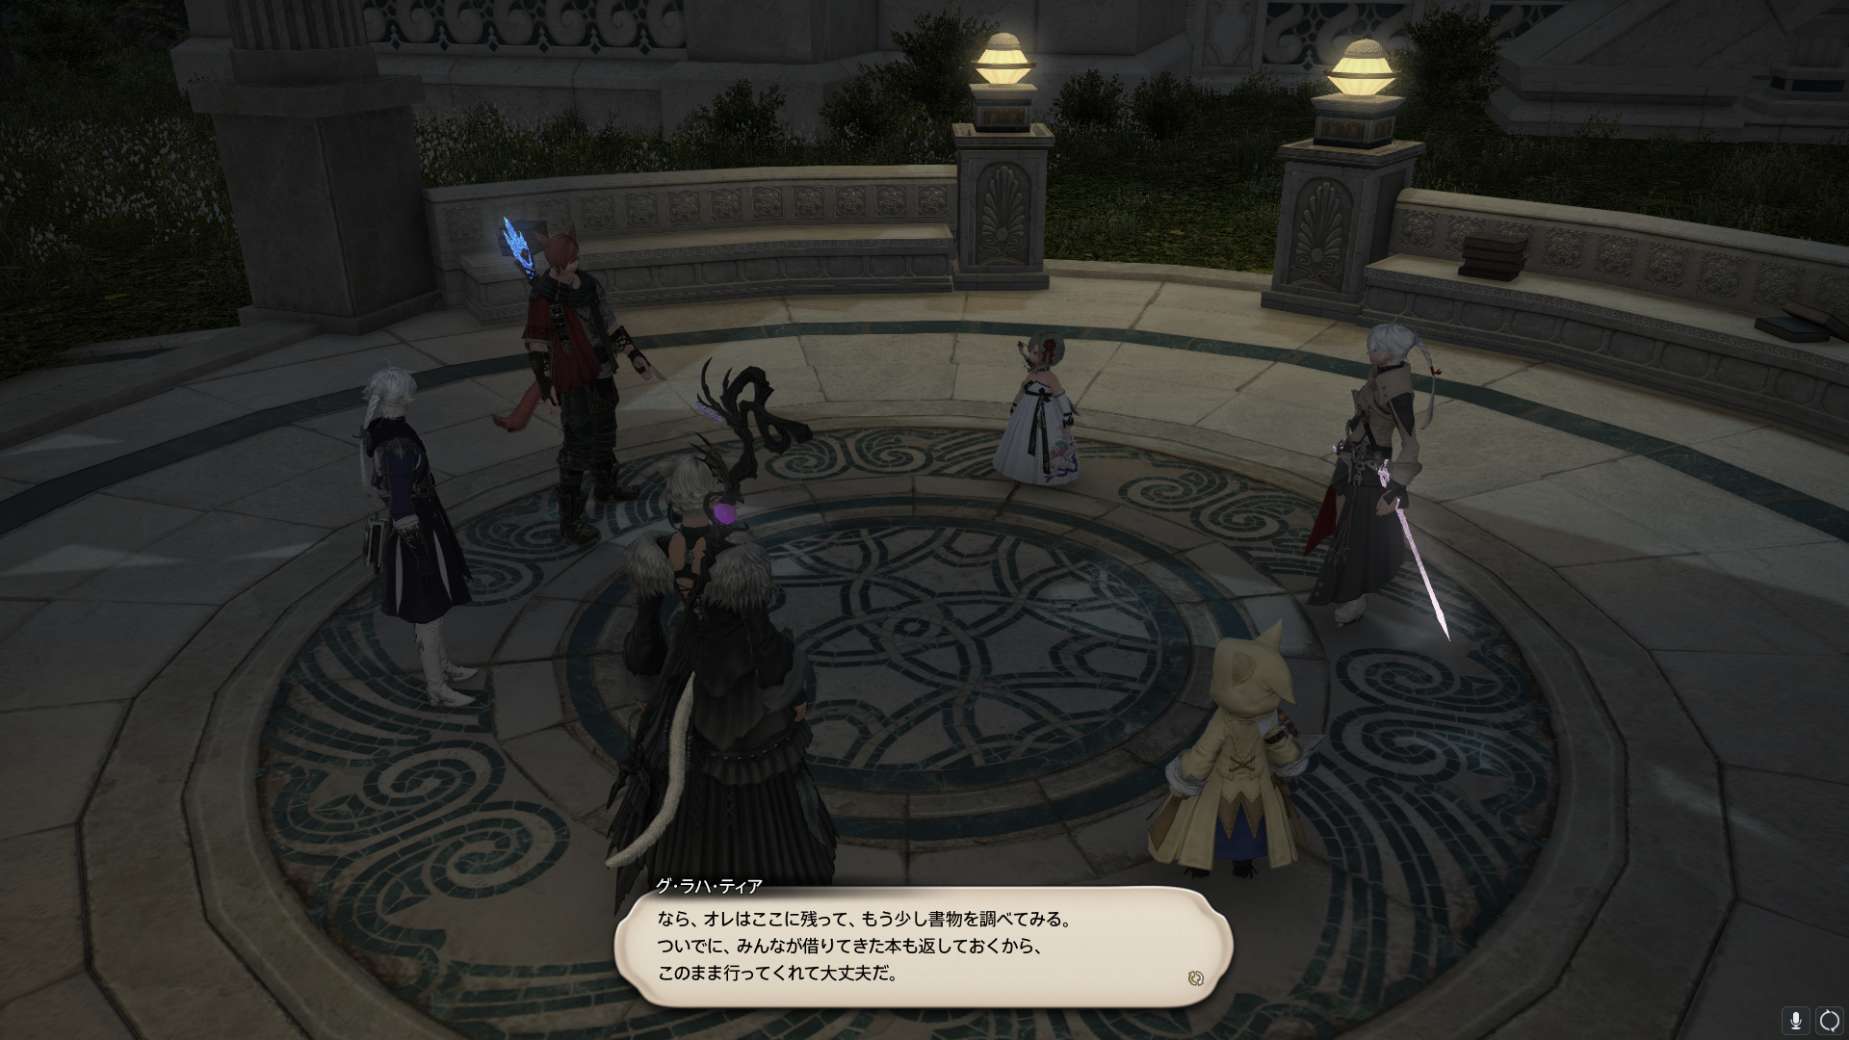 グ・ラハ・ティア
なら、オレはここに残って、もう少し書物を調べてみる。
ついでに、みんなが借りてきた本も返しておくから、
このまま行ってくれて大丈夫だ。